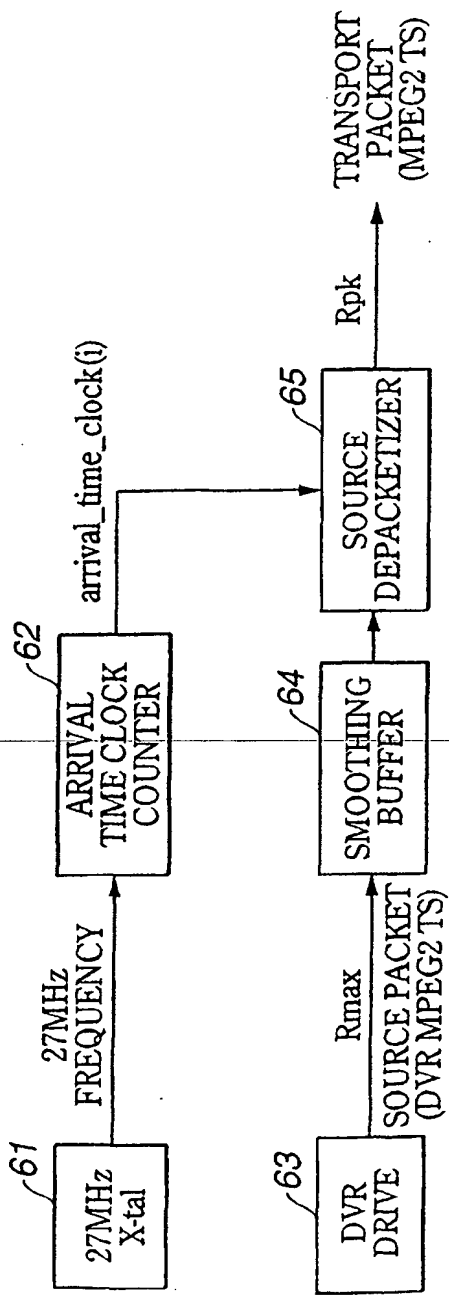 61
27MHz
X-tal
27MHz
FREQUENCY
62
ARRIVAL
TIME CLOCK
COUNTER
arrival_time_clock(i)
63
DVR
DRIVE
Rmax
SOURCE PACKET
(DVR MPEG2 TS)
64
SMOOTHING
BUFFER
65
SOURCE
DEPACKETIZER
Rpk
TRANSPORT
PACKET
(MPEG2 TS)